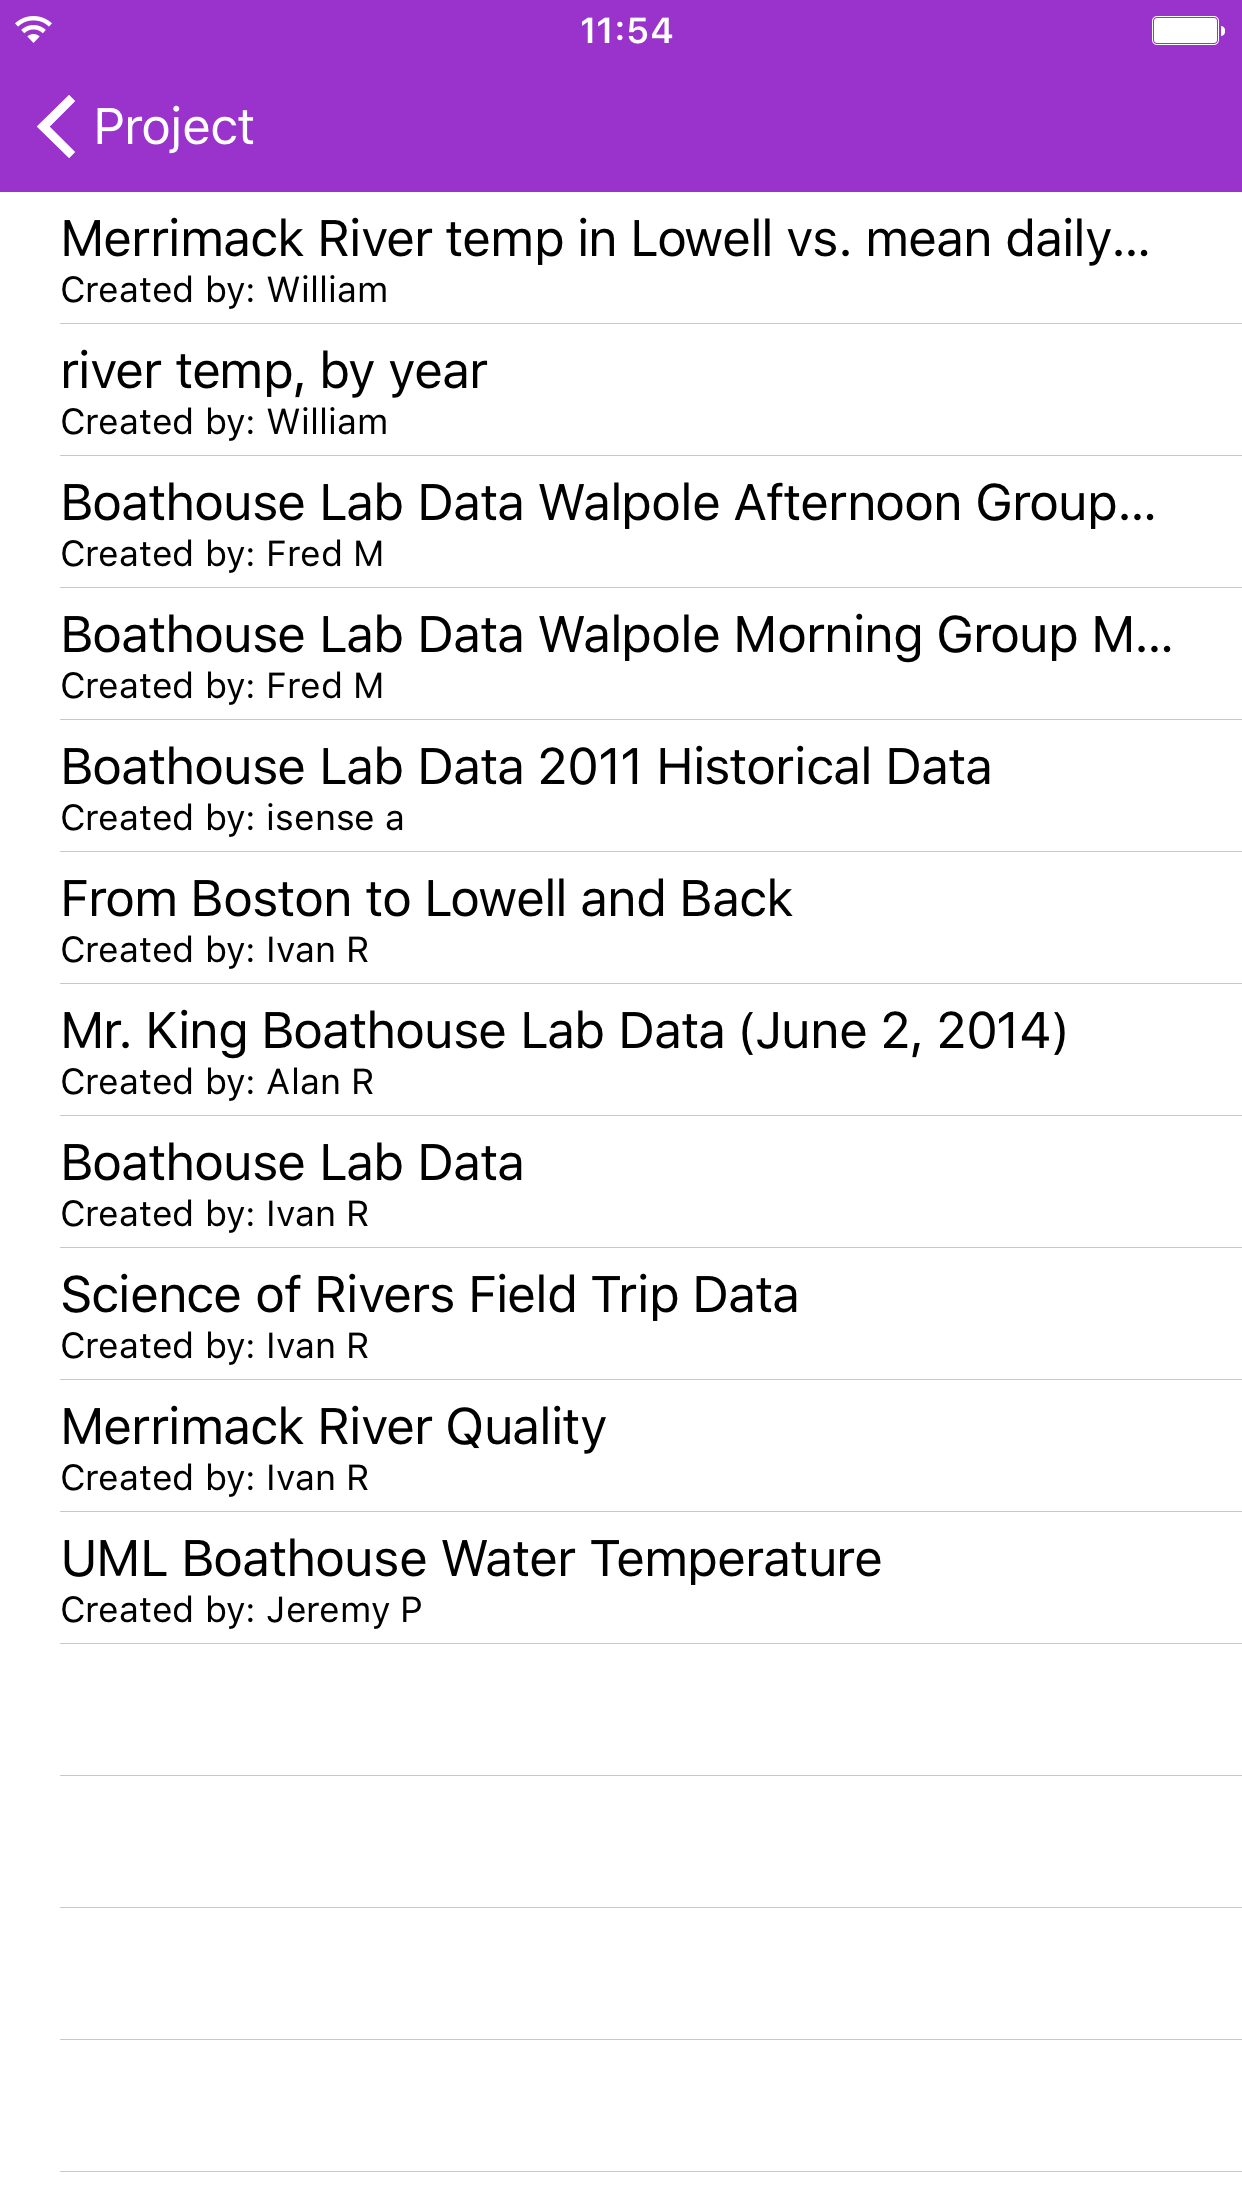 11:54
Project
Merrimack River temp in Lowell vs. mean daily...
Created by: William
river temp, by year
Created by: William
Boathouse Lab Data Walpole Afternoon Group...
Created by: Fred M
Boathouse Lab Data Walpole Morning Group M...
Created by: Fred M
Boathouse Lab Data 2011 Historical Data
Created by: isense a
From Boston to Lowell and Back
Created by: Ivan R
Mr. King Boathouse Lab Data (June 2, 2014)
Created by: Alan R
Boathouse Lab Data
Created by: Ivan R
Science of Rivers Field Trip Data
Created by: Ivan R
Merrimack River Quality
Created by: Ivan R
UML Boathouse Water Temperature
Created by: Jeremy P